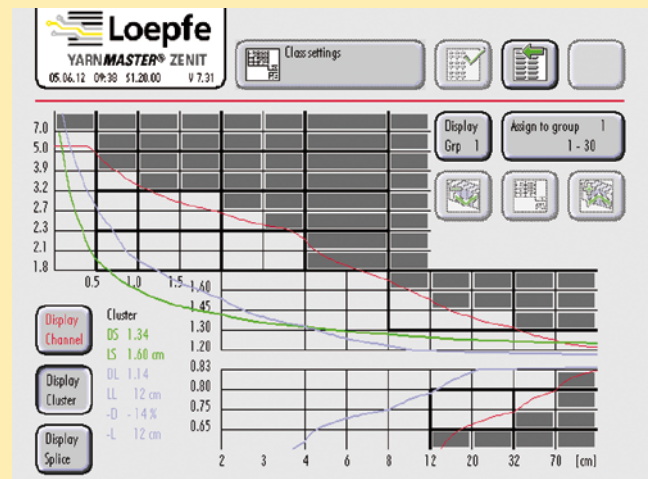 Loepfe
YARNMASTER® ZENIT
05.06.12 09:38 S1.20.00 V 7.31
Class settings
Display Grp 1
Assign to group 1
1 - 30
7.0
5.0
3.9
3.2
2.7
2.3
2.1
1.8
0.5 1.0 1.5
1.60
1.45
1.30
1.20
0.83
0.80
0.75
0.65
Display Channel
Display Cluster
Display Splice
Cluster
DS 1.34
LS 1.60 cm
DL 1.14
LL 12 cm
-D - 14 %
-L 12 cm
2 3 4 6 8 12 20 32 70 [cm]